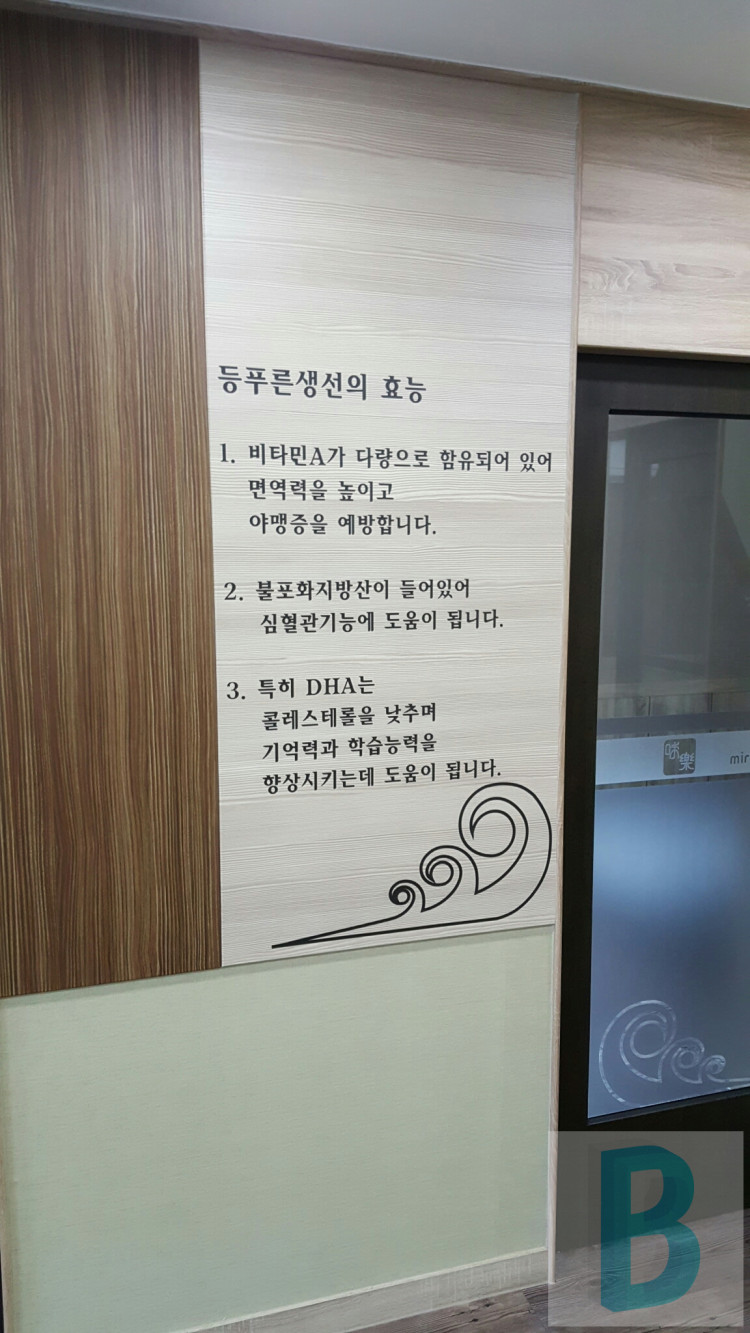 등푸른생선의 효능
1. 비타민A가 다량으로 함유되어 있어
면역력을 높이고
야맹증을 예방합니다.
2. 불포화지방산이 들어있어
심혈관기능에 도움이 됩니다.
3. 특히 DHA는
콜레스테롤을 낮추며
기억력과 학습능력을
향상시키는데 도움이 됩니다.
味樂
mir
B